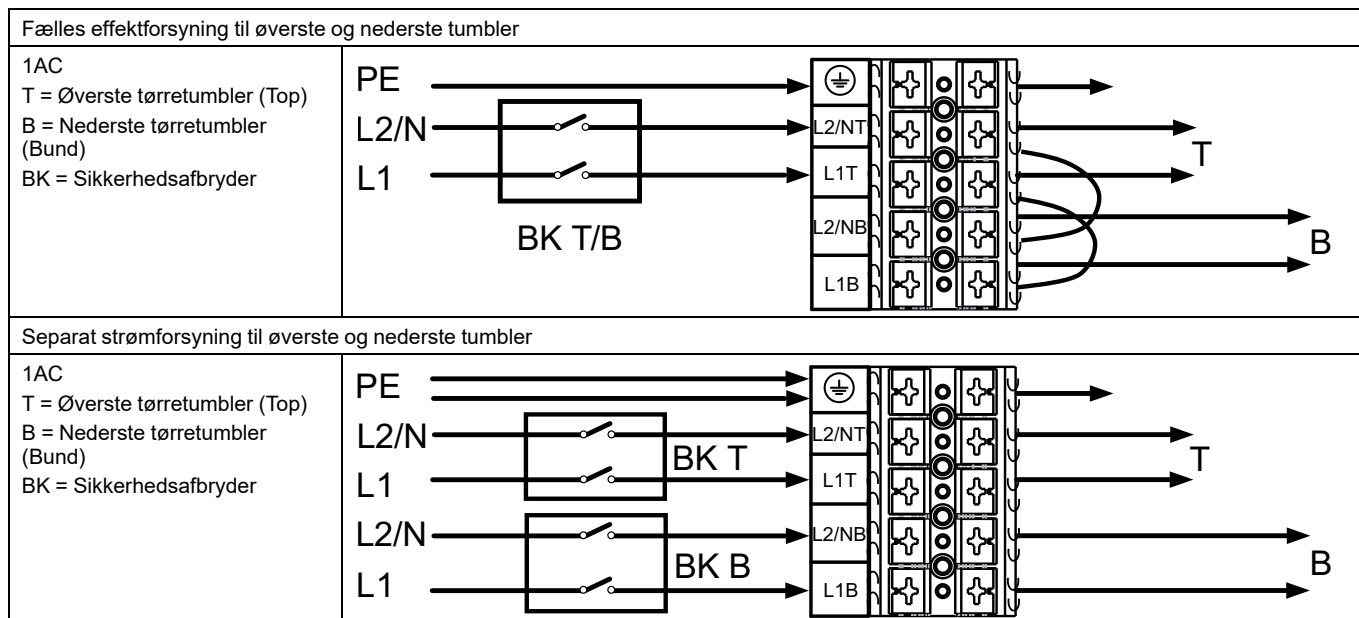 Fælles effektforsyning til øverste og nederste tumbler
1AC
T = Øverste tørretumbler (Top)
B = Nederste tørretumbler
(Bund)
BK = Sikkerhedsafbryder
PE
L2/N
L1
BK T/B
L2/NT
L1T
L2/NB
L1B
T
B
Separat strømforsyning til øverste og nederste tumbler
1AC
T = Øverste tørretumbler (Top)
B = Nederste tørretumbler
(Bund)
BK = Sikkerhedsafbryder
PE
L2/N
L1
BK T
L2/N
L1
BK B
L2/NT
L1T
L2/NB
L1B
T
B